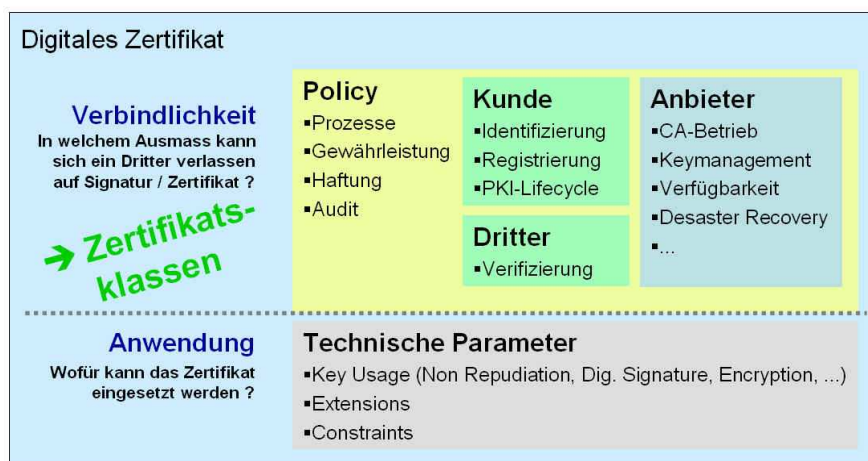 Digitales Zertifikat
Verbindlichkeit
In welchem Ausmass kann
sich ein Dritter verlassen
auf Signatur / Zertifikat ?
➔ Zertifikats-
klassen
Policy
▪Prozesse
▪Gewährleistung
▪Haftung
▪Audit
Kunde
▪Identifizierung
▪Registrierung
▪PKI-Lifecycle
Dritter
▪Verifizierung
Anbieter
▪CA-Betrieb
▪Keymanagement
▪Verfügbarkeit
▪Desaster Recovery
▪...
Anwendung
Wofür kann das Zertifikat
eingesetzt werden ?
Technische Parameter
▪Key Usage (Non Repudiation, Dig. Signature, Encryption, ...)
▪Extensions
▪Constraints